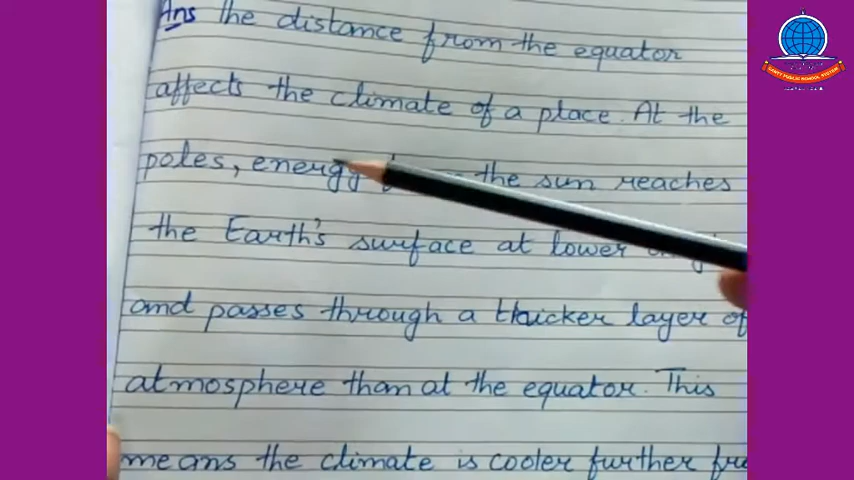 Ans the distance from the equator
affects the climate of a place. At the
poles, energy the sun reaches
the Earth's surface at lower
and passes through a thicker layer of
atmosphere than at the equator. This
means the climate is cooler further